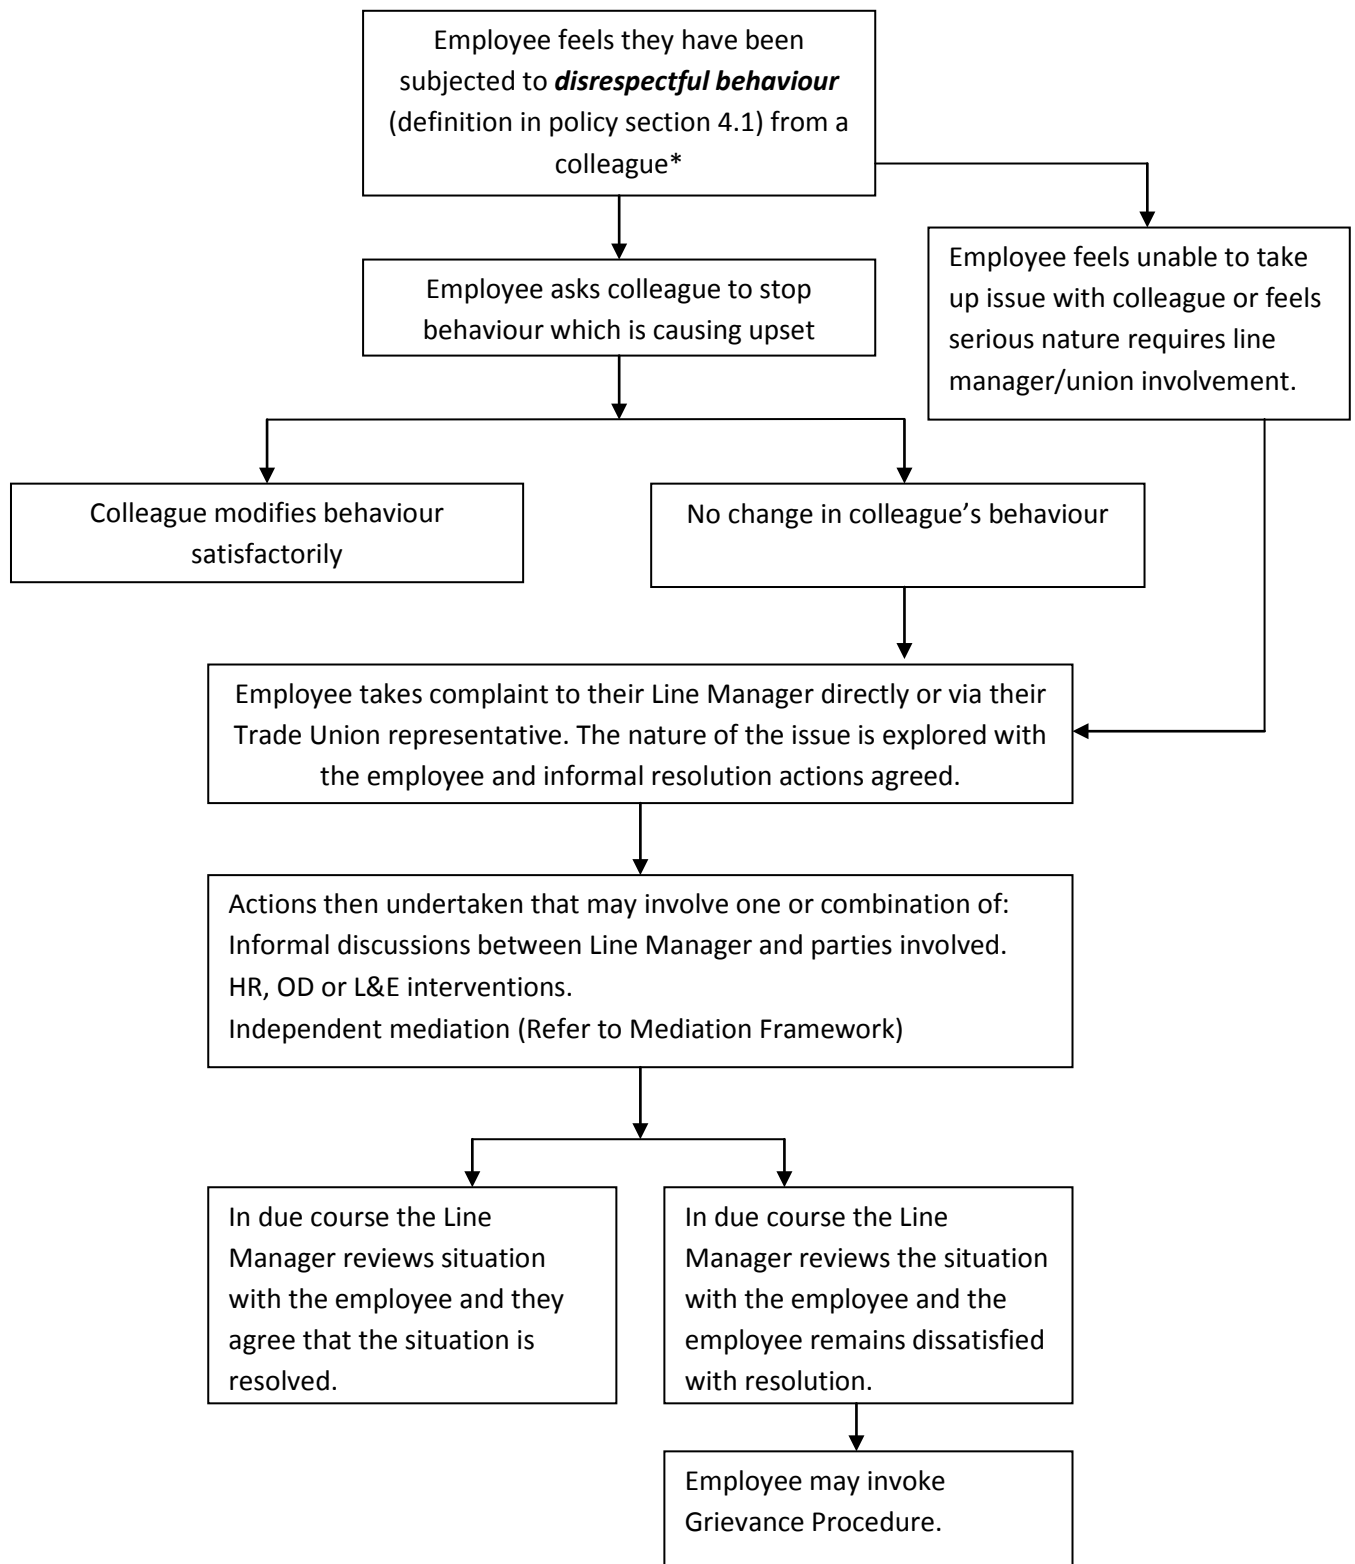 Employee feels they have been
subjected to disrespectful behaviour
(definition in policy section 4.1) from a
colleague*
Employee feels unable to take
up issue with colleague or feels
serious nature requires line
manager/union involvement.
Employee asks colleague to stop
behaviour which is causing upset
Colleague modifies behaviour
satisfactorily
No change in colleague’s behaviour
Employee takes complaint to their Line Manager directly or via their
Trade Union representative. The nature of the issue is explored with
the employee and informal resolution actions agreed.
Actions then undertaken that may involve one or combination of:
Informal discussions between Line Manager and parties involved.
HR, OD or L&E interventions.
Independent mediation (Refer to Mediation Framework)
In due course the Line
Manager reviews situation
with the employee and they
agree that the situation is
resolved.
In due course the Line
Manager reviews the situation
with the employee and the
employee remains dissatisfied
with resolution.
Employee may invoke
Grievance Procedure.